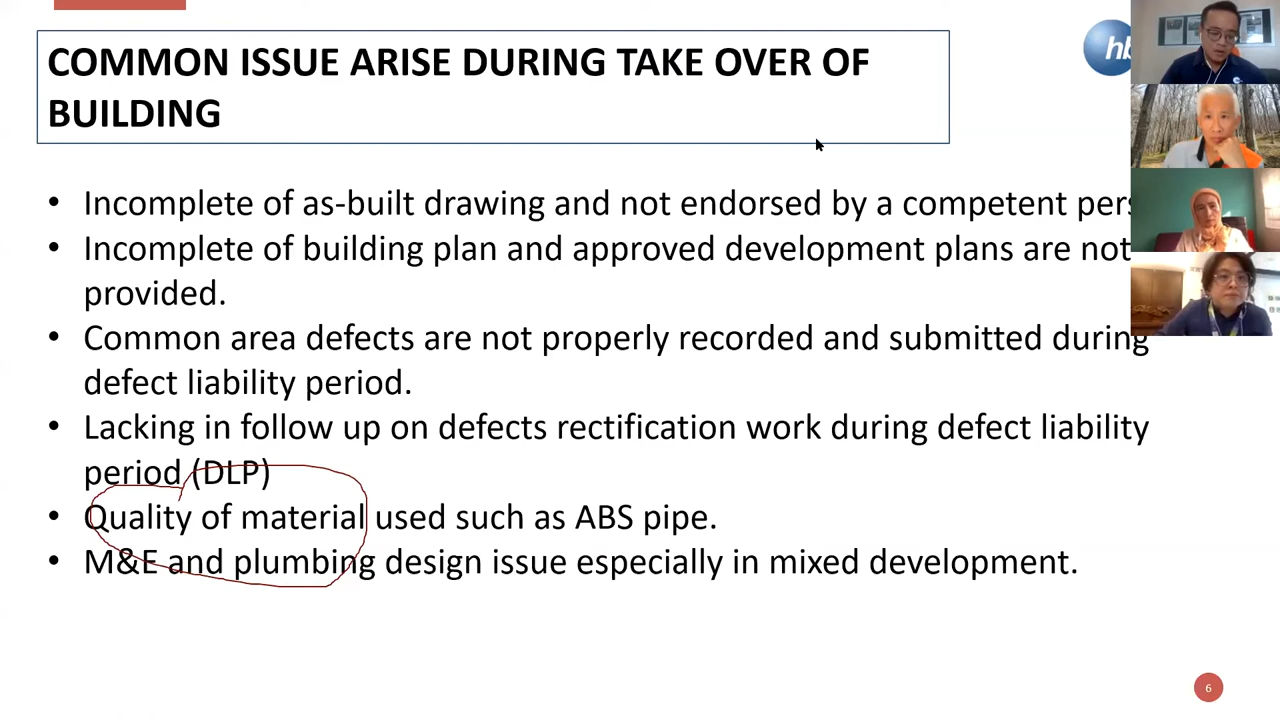 COMMON ISSUE ARISE DURING TAKE OVER OF
BUILDING
hb
• Incomplete of as-built drawing and not endorsed by a competent
• Incomplete of building plan and approved development plans are not
provided.
• Common area defects are not properly recorded and submitted during
defect liability period.
• Lacking in follow up on defects rectification work during defect liability
period (DLP)
• Quality of material used such as ABS pipe.
• M&E and plumbing design issue especially in mixed development.
6